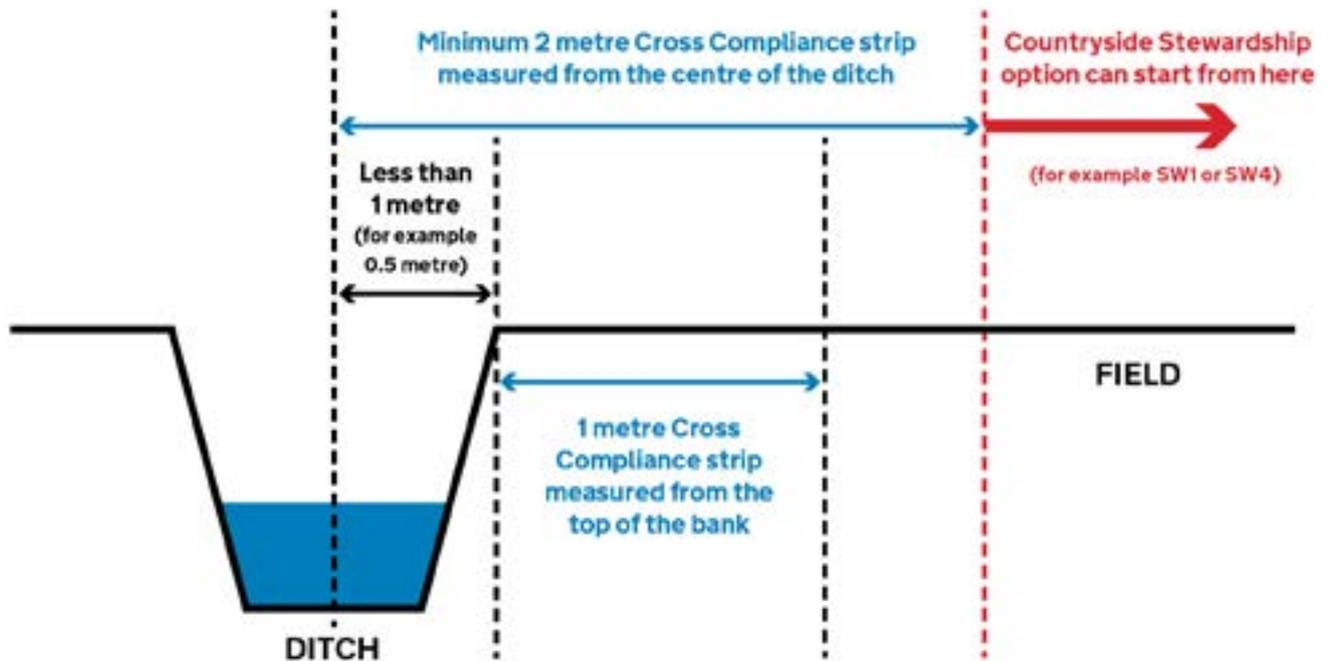 Minimum 2 metre Cross Compliance strip
measured from the centre of the ditch
Countryside Stewardship
option can start from here
(for example SW1 or SW4)
Less than
1 metre
(for example
0.5 metre)
FIELD
1 metre Cross
Compliance strip
measured from the
top of the bank
DITCH